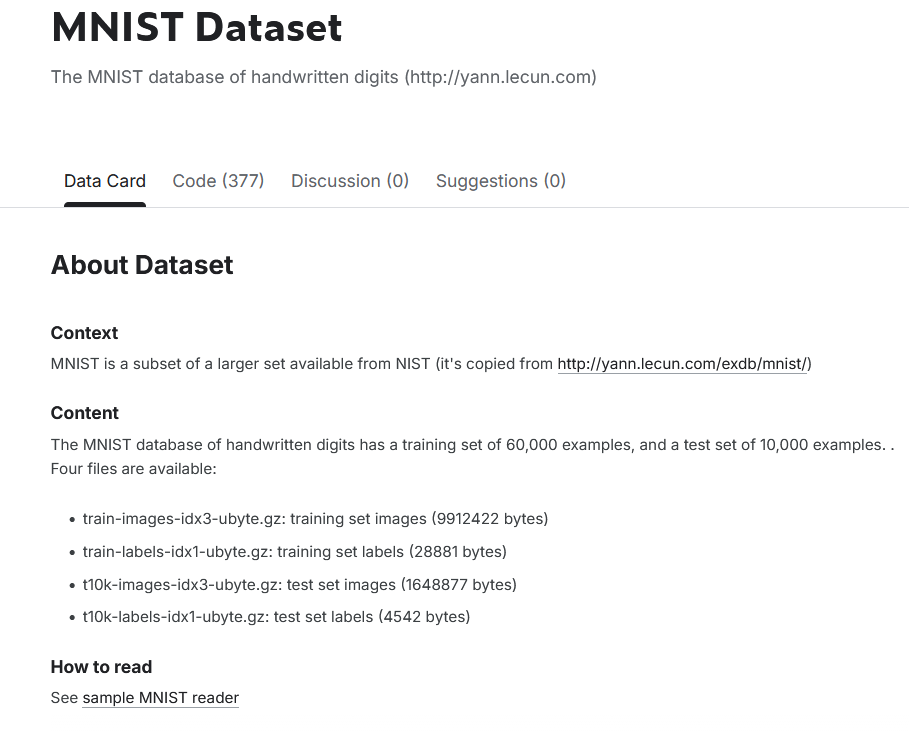 MNIST Dataset
The MNIST database of handwritten digits (http://yann.lecun.com)
Data Card Code (377) Discussion (0) Suggestions (0)
About Dataset
Context
MNIST is a subset of a larger set available from NIST (it's copied from http://yann.lecun.com/exdb/mnist/)
Content
The MNIST database of handwritten digits has a training set of 60,000 examples, and a test set of 10,000 examples. .
Four files are available:
• train-images-idx3-ubyte.gz: training set images (9912422 bytes)
• train-labels-idx1-ubyte.gz: training set labels (28881 bytes)
• t10k-images-idx3-ubyte.gz: test set images (1648877 bytes)
• t10k-labels-idx1-ubyte.gz: test set labels (4542 bytes)
How to read
See sample MNIST reader